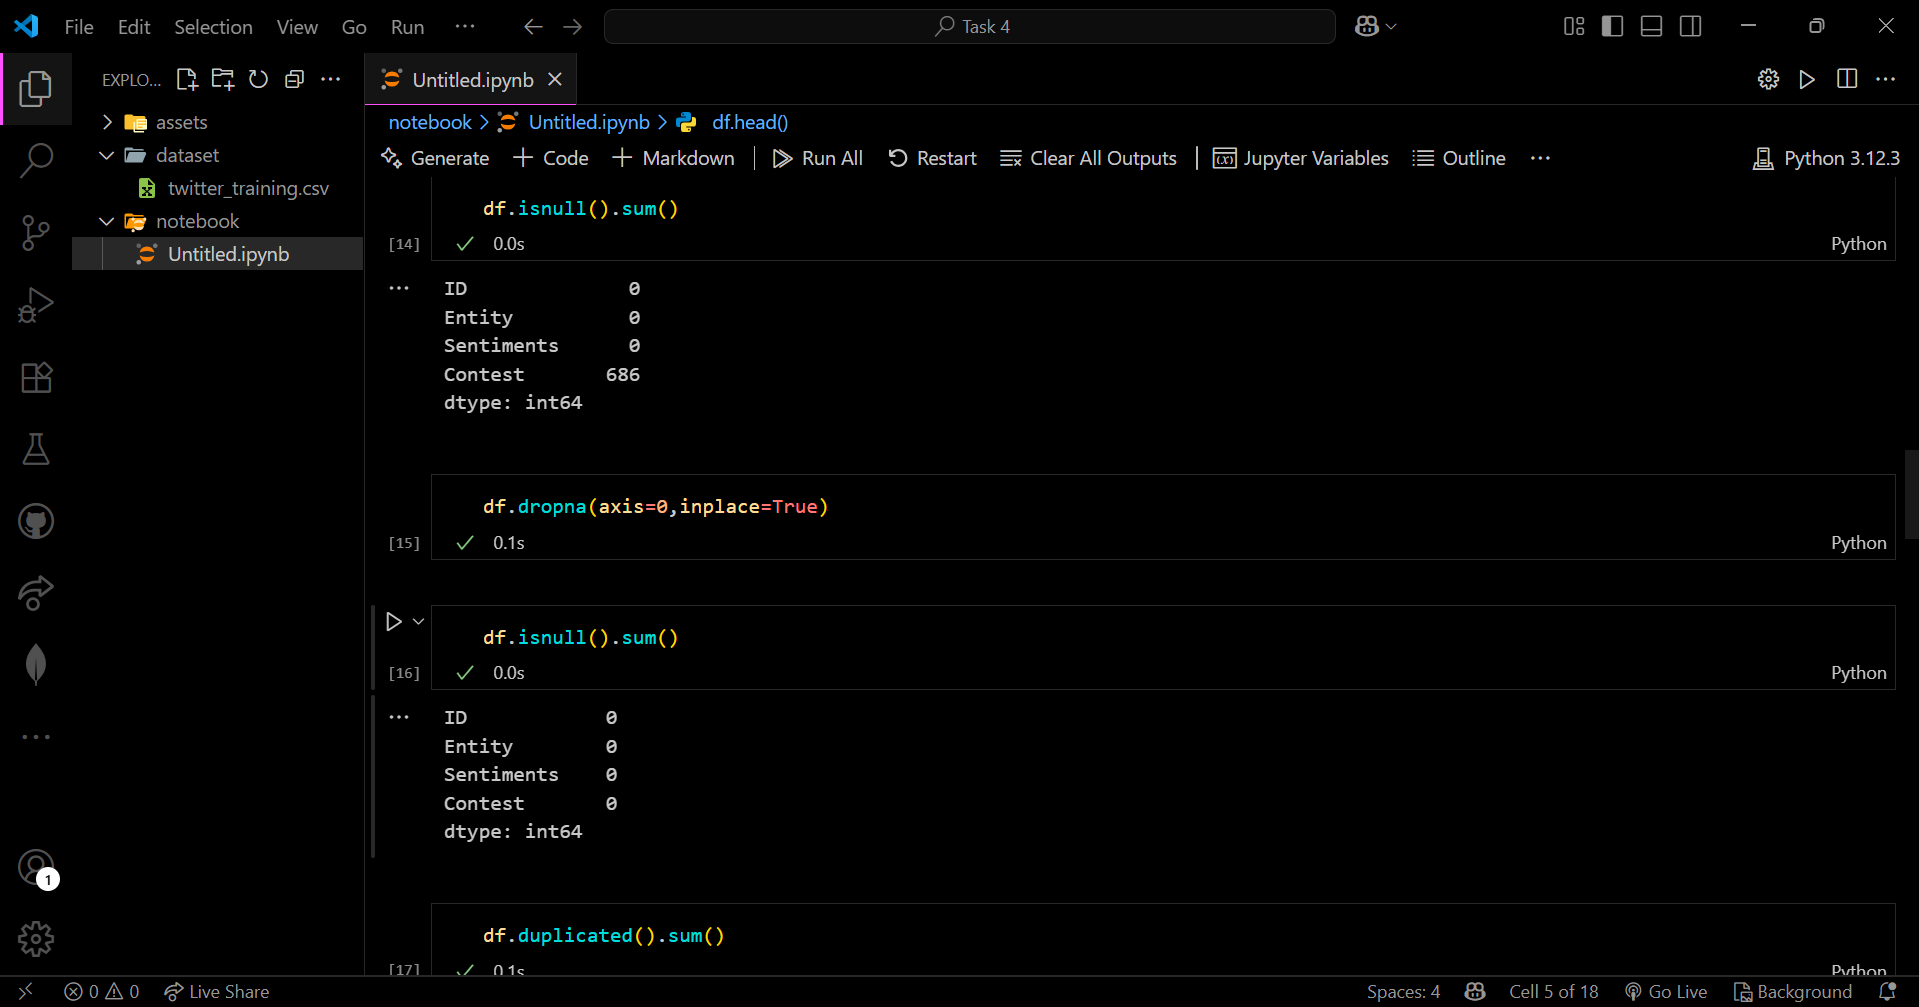 File Edit Selection View Go Run ··· Task 4
EXPLO... ···
Untitled.ipynb
assets
dataset
twitter_training.csv
notebook
Untitled.ipynb
notebook > Untitled.ipynb > df.head()
Generate + Code + Markdown | Run All Restart Clear All Outputs | Jupyter Variables Outline ··· Python 3.12.3
df.isnull().sum()
[14] 0.0s Python
··· ID 0
Entity 0
Sentiments 0
Contest 686
dtype: int64
df.dropna(axis=0,inplace=True)
[15] 0.1s Python
df.isnull().sum()
[16] 0.0s Python
··· ID 0
Entity 0
Sentiments 0
Contest 0
dtype: int64
df.duplicated().sum()
[17] 0.1s Python
1
0 0 Live Share Spaces: 4 Cell 5 of 18 Go Live Background